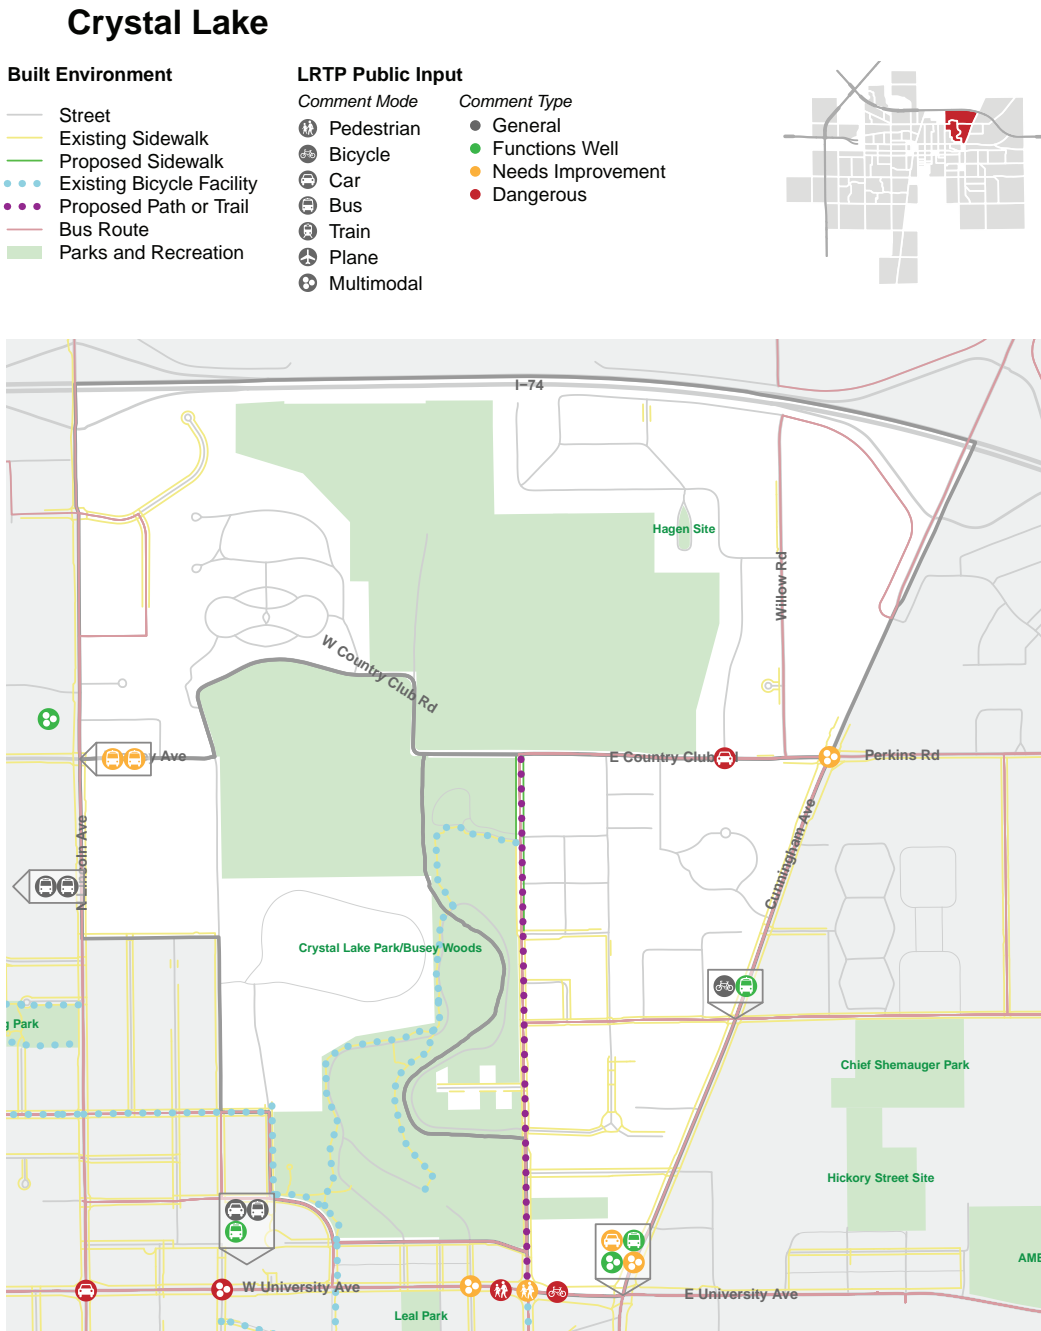 Crystal Lake
Built Environment
Street
Existing Sidewalk
Proposed Sidewalk
Existing Bicycle Facility
Proposed Path or Trail
Bus Route
Parks and Recreation
LRTP Public Input
Comment Mode
Pedestrian
Bicycle
Car
Bus
Train
Plane
Multimodal
Comment Type
General
Functions Well
Needs Improvement
Dangerous
I-74
Hagen Site
Willow Rd
W Country Club Rd
y Ave
E Country Club
Perkins Rd
N Lincoln Ave
Cunningham Ave
Crystal Lake Park/Busey Woods
g Park
Chief Shemauger Park
Hickory Street Site
AMB
W University Ave
E University Ave
Leal Park